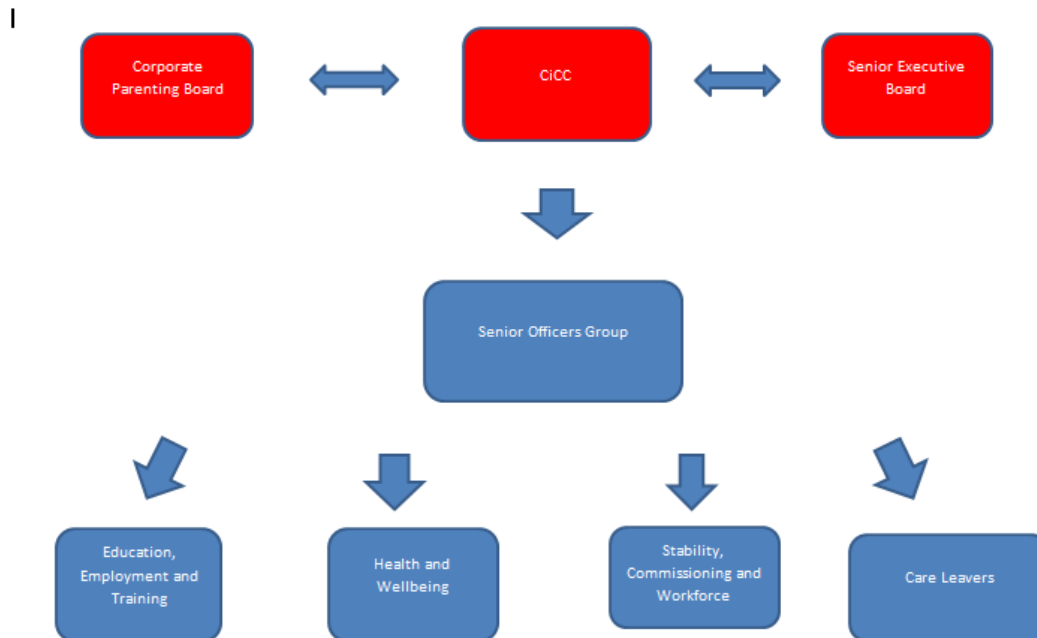 I
Corporate
Parenting Board
CiCC
Senior Executive
Board
Senior Officers Group
Education,
Employment and
Training
Health and
Wellbeing
Stability,
Commissioning and
Workforce
Care Leavers